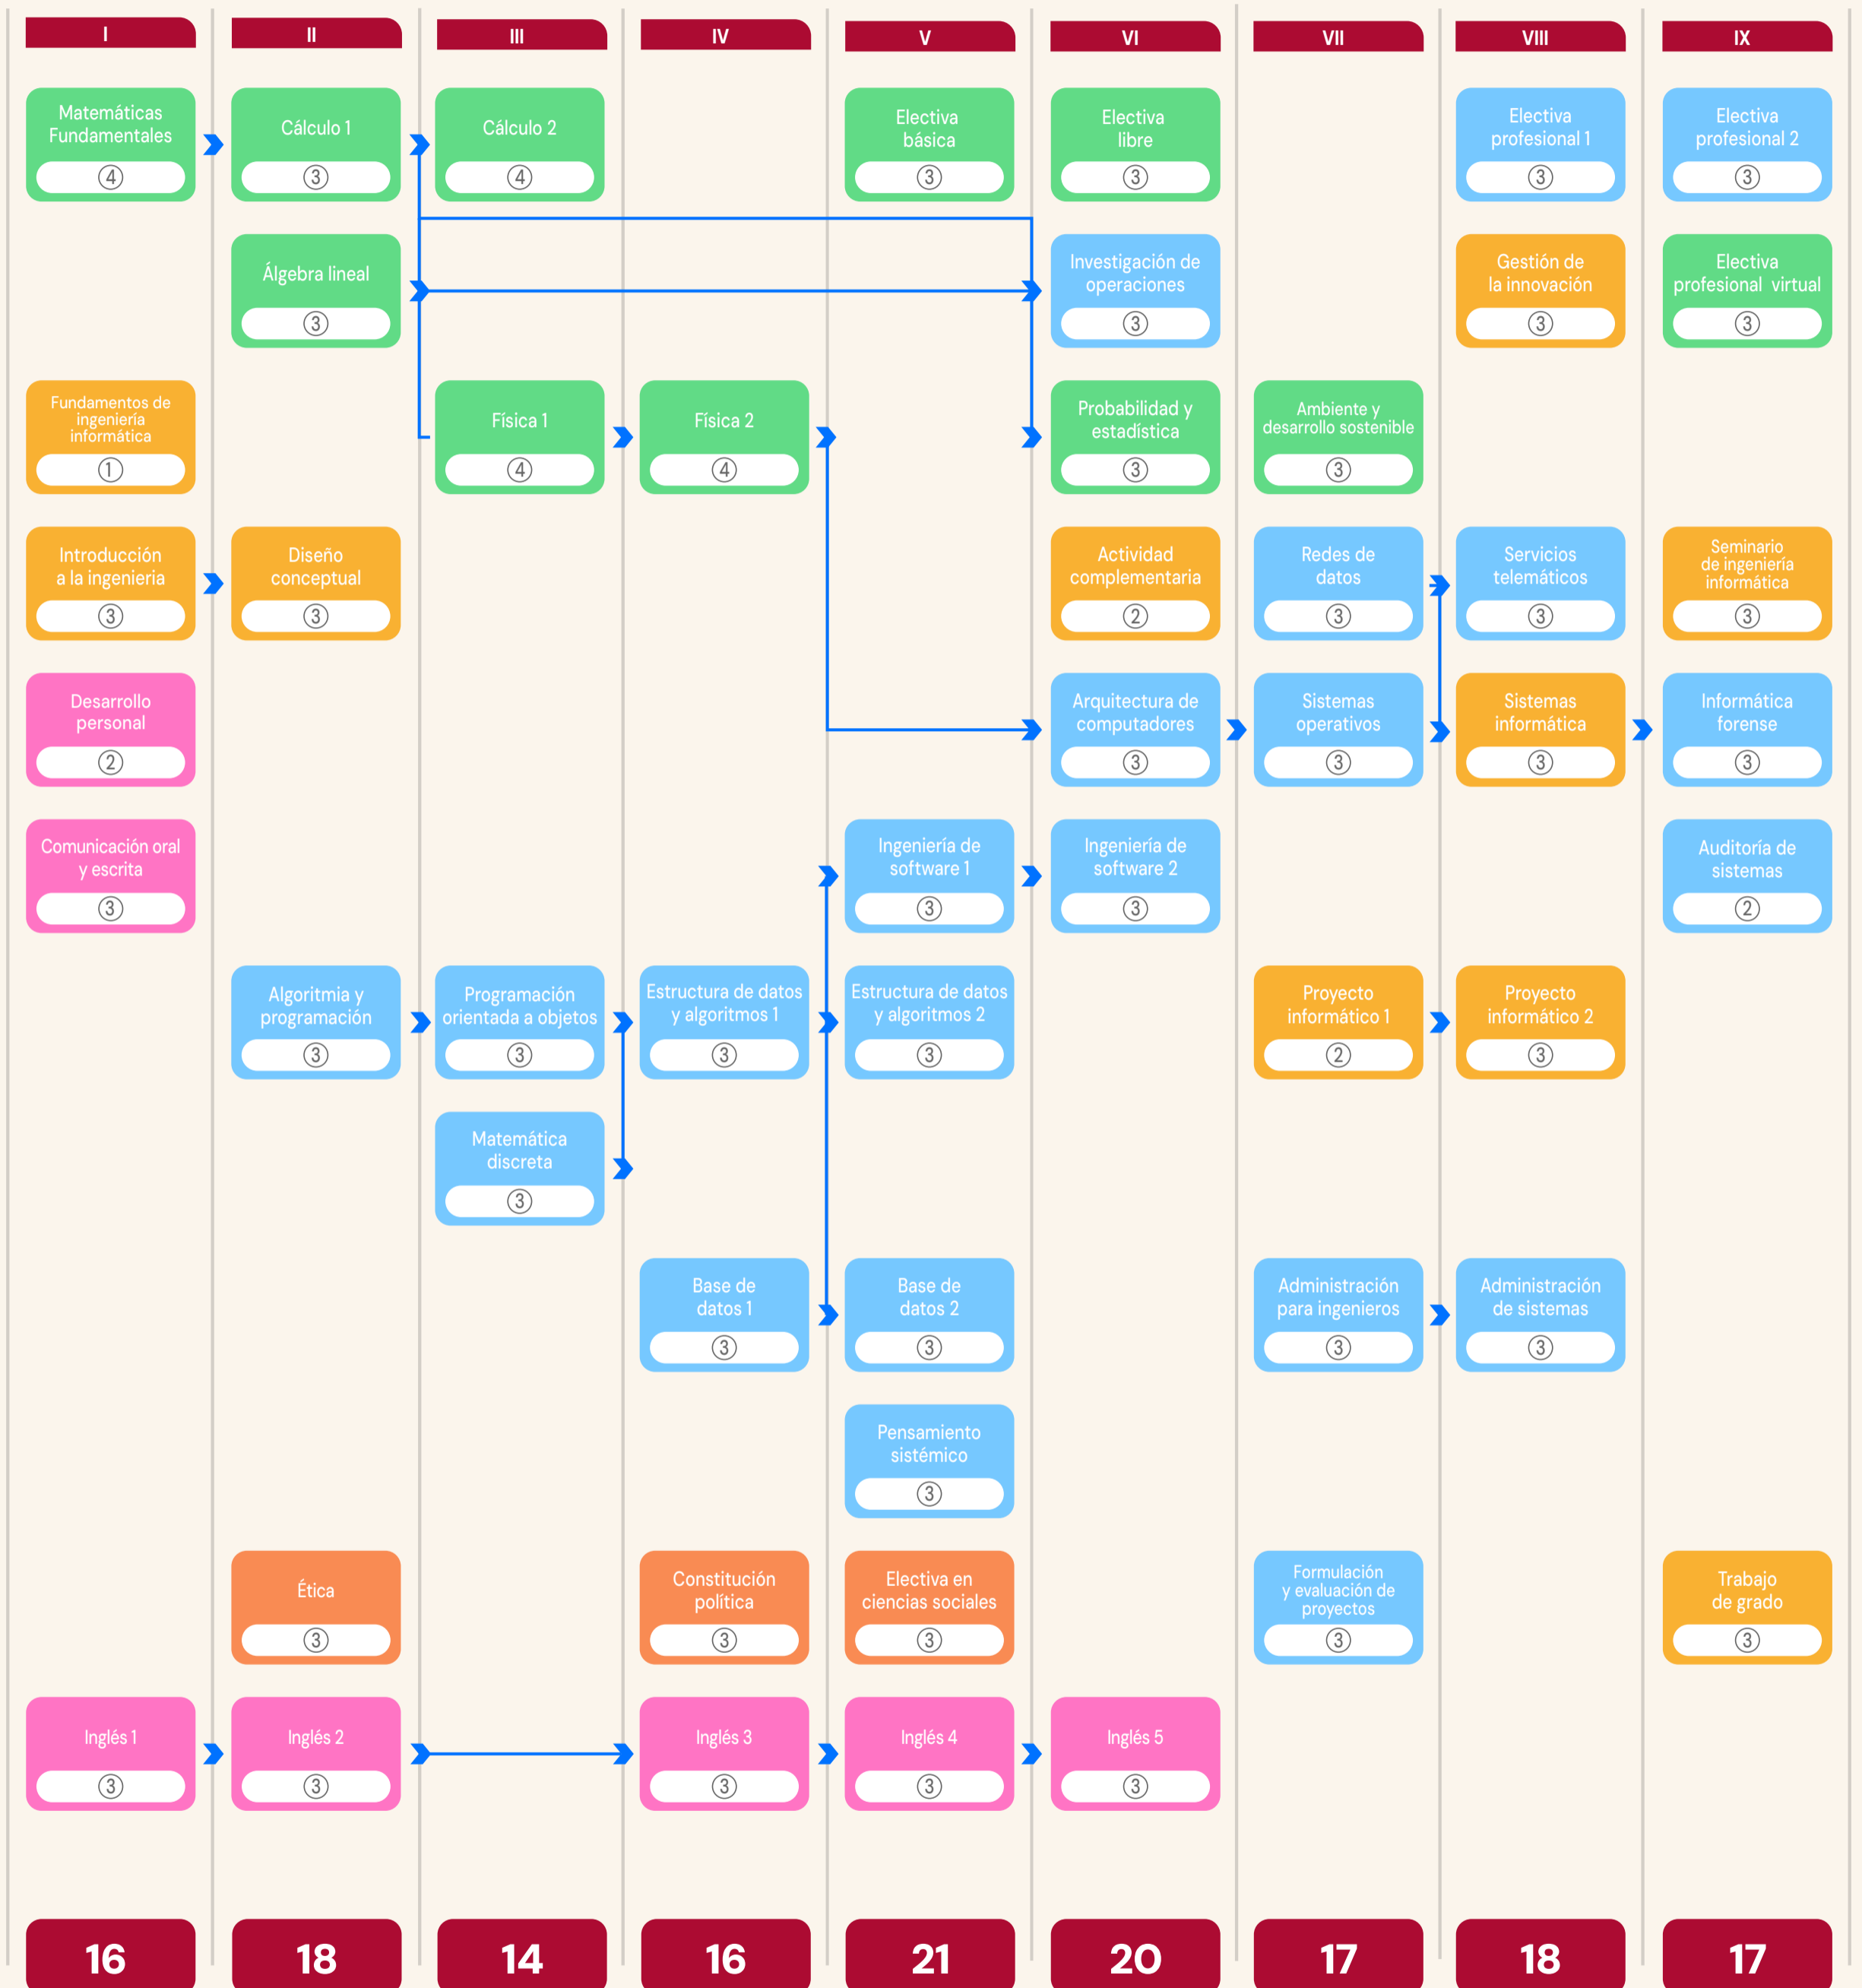 I
II
III
IV
V
VI
VII
VIII
IX
Matemáticas
Fundamentales
④
Cálculo 1
③
Cálculo 2
④
Electiva
básica
③
Electiva
libre
③
Electiva
profesional 1
③
Electiva
profesional 2
③
Álgebra lineal
③
Investigación de
operaciones
③
Gestión de
la innovación
③
Electiva
profesional virtual
③
Fundamentos de
ingeniería
informática
①
Física 1
④
Física 2
④
Probabilidad y
estadística
③
Ambiente y
desarrollo sostenible
③
Introducción
a la ingenieria
③
Diseño
conceptual
③
Actividad
complementaria
②
Redes de
datos
③
Servicios
telemáticos
③
Seminario
de ingeniería
informática
③
Desarrollo
personal
②
Arquitectura de
computadores
③
Sistemas
operativos
③
Sistemas
informática
③
Informática
forense
③
Comunicación oral
y escrita
③
Ingeniería de
software 1
③
Ingeniería de
software 2
③
Auditoría de
sistemas
②
Algoritmia y
programación
③
Programación
orientada a objetos
③
Estructura de datos
y algoritmos 1
③
Estructura de datos
y algoritmos 2
③
Proyecto
informático 1
②
Proyecto
informático 2
③
Matemática
discreta
③
Base de
datos 1
③
Base de
datos 2
③
Administración
para ingenieros
③
Administración
de sistemas
③
Pensamiento
sistémico
③
Ética
③
Constitución
política
③
Electiva en
ciencias sociales
③
Formulación
y evaluación de
proyectos
③
Trabajo
de grado
③
Inglés 1
③
Inglés 2
③
Inglés 3
③
Inglés 4
③
Inglés 5
③
16
18
14
16
21
20
17
18
17